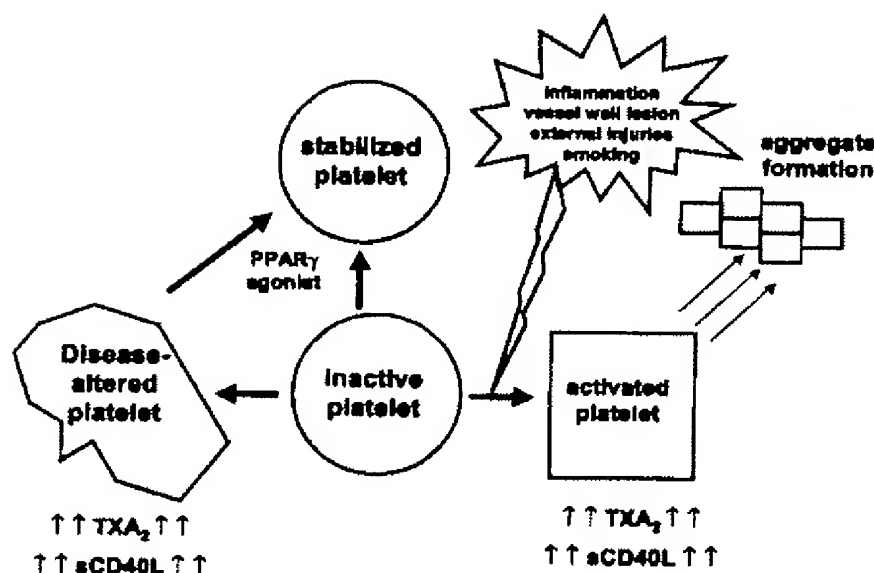 inflammation
vessel wall lesion
external injuries
smoking
aggregate
formation
stabilized
platelet
PPARγ
agonist
Disease-
altered
platelet
inactive
platelet
activated
platelet
↑ ↑ TXA₂ ↑ ↑
↑ ↑ sCD40L ↑ ↑
↑ ↑ TXA₂ ↑ ↑
↑ ↑ sCD40L ↑ ↑